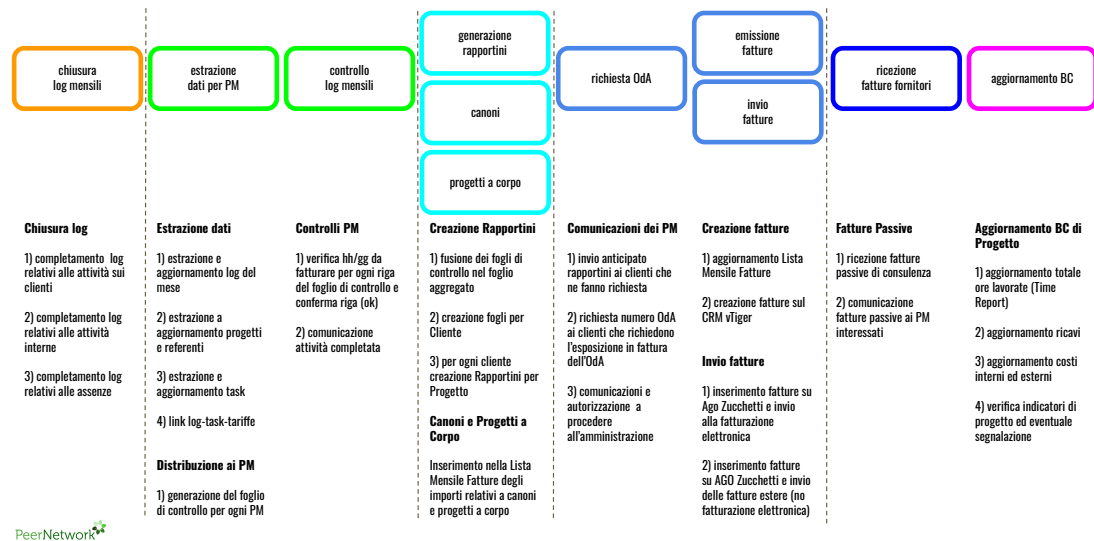 chiusura
log mensili
estrazione
dati per PM
controllo
log mensili
generazione
rapportini
canoni
progetti a corpo
richiesta OdA
emissione
fatture
invio
fatture
ricezione
fatture fornitori
aggiornamento BC
Chiusura log
1) completamento log
relativi alle attività sui
clienti
2) completamento log
relativi alle attività
interne
3) completamento log
relativi alle assenze
Estrazione dati
1) estrazione e
aggiornamento log del
mese
2) estrazione a
aggiornamento progetti
e referenti
3) estrazione e
aggiornamento task
4) link log-task-tariffe
Distribuzione ai PM
1) generazione del foglio
di controllo per ogni PM
Controlli PM
1) verifica hh/gg da
fatturare per ogni riga
del foglio di controllo e
conferma riga (ok)
2) comunicazione
attività completata
Creazione Rapportini
1) fusione dei fogli di
controllo nel foglio
aggregato
2) creazione fogli per
Cliente
3) per ogni cliente
creazione Rapportini per
Progetto
Canoni e Progetti a
Corpo
Inserimento nella Lista
Mensile Fatture degli
importi relativi a canoni
e progetti a corpo
Comunicazioni dei PM
1) invio anticipato
rapportini ai clienti che
ne fanno richiesta
2) richiesta numero OdA
ai clienti che richiedono
l'esposizione in fattura
dell'OdA
3) comunicazioni e
autorizzazione a
procedere
all'amministrazione
Creazione fatture
1) aggiornamento Lista
Mensile Fatture
2) creazione fatture sul
CRM vTiger
Invio fatture
1) inserimento fatture su
Ago Zucchetti e invio
alla fatturazione
elettronica
2) inserimento fatture
su AGO Zucchetti e invio
delle fatture estere (no
fatturazione elettronica)
Fatture Passive
1) ricezione fatture
passive di consulenza
2) comunicazione
fatture passive ai PM
interessati
Aggiornamento BC di
Progetto
1) aggiornamento totale
ore lavorate (Time
Report)
2) aggiornamento ricavi
3) aggiornamento costi
interni ed esterni
4) verifica indicatori di
progetto ed eventuale
segnalazione
PeerNetwork